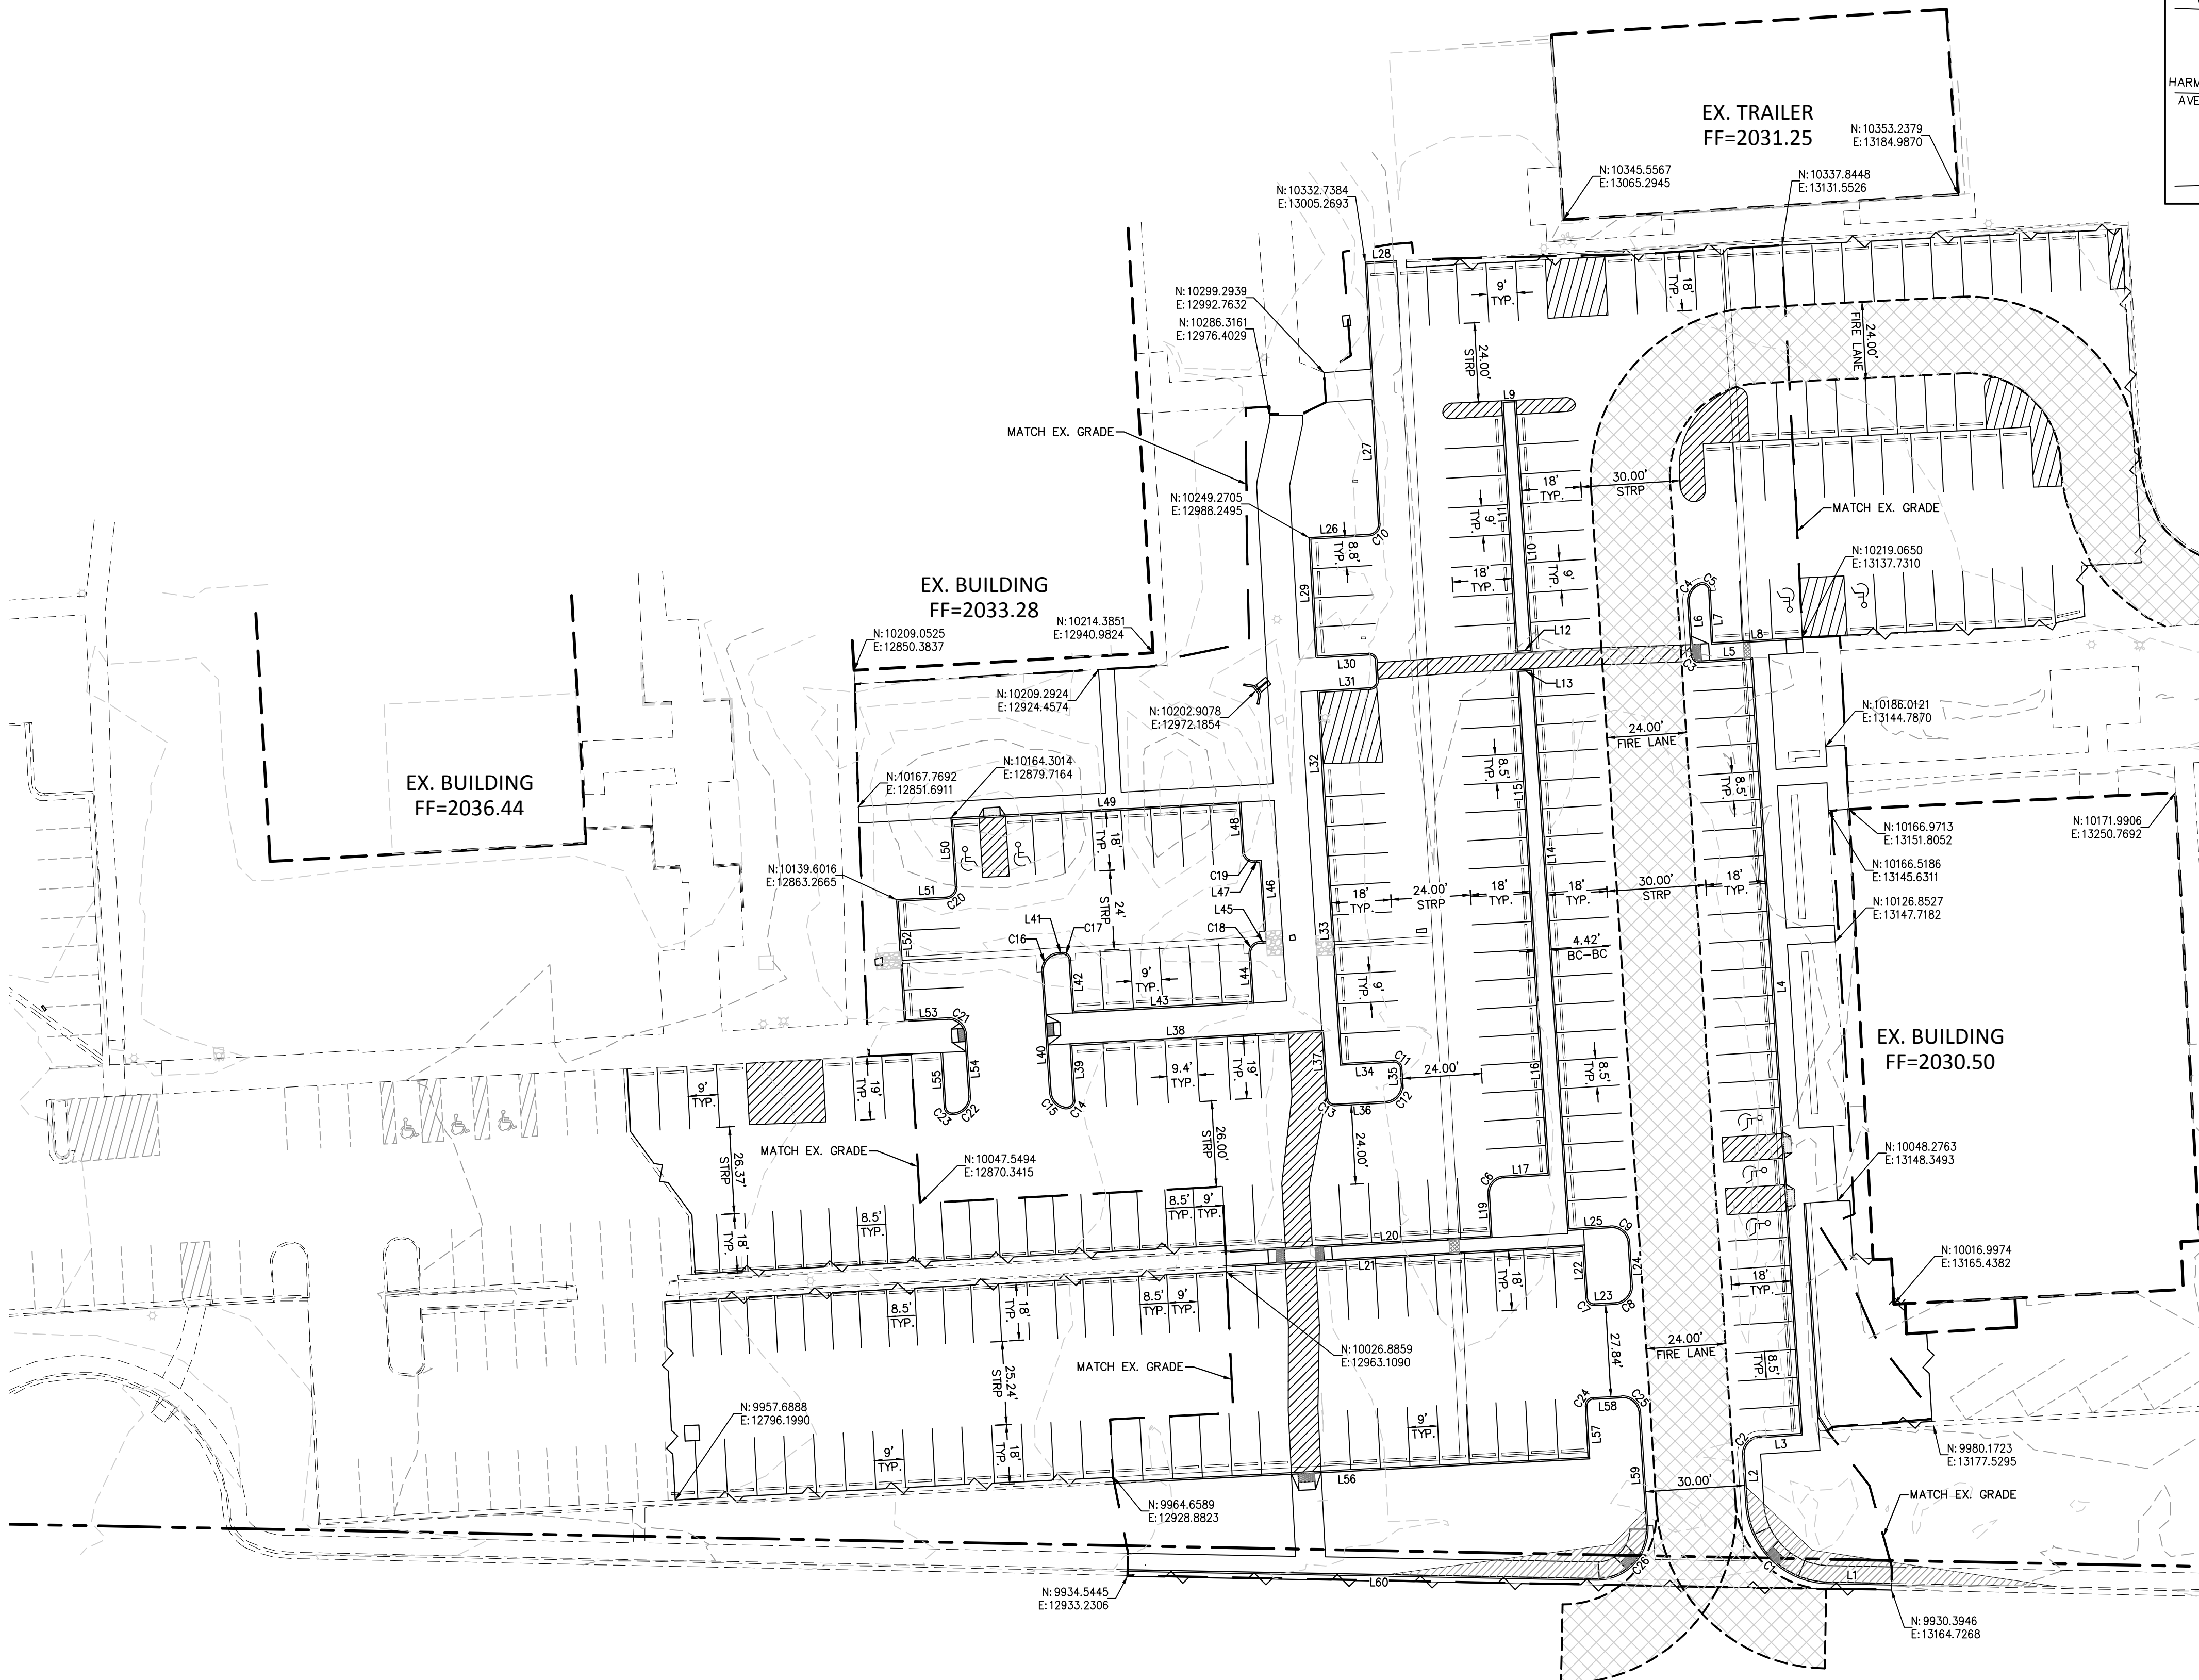 HARM
AVE
EX. TRAILER
FF=2031.25
N:10353.2379
E:13184.9870
N:10345.5567
E:13065.2945
N:10337.8448
E:13131.5526
N:10332.7384
E:13005.2693
L28
9'
TYP.
18'
TYP.
N:10299.2939
E:12992.7632
N:10286.3161
E:12976.4029
24.00'
STRP
24.00'
FIRE LANE
L9
MATCH EX. GRADE
L27
30.00'
STRP
18'
TYP.
L11
9'
TYP.
N:10249.2705
E:12988.2495
MATCH EX. GRADE
L26
C10
8.8'
TYP.
L10
N:10219.0650
E:13137.7310
18'
TYP.
9'
TYP.
C4
C5
EX. BUILDING
FF=2033.28
L29
L6
L7
N:10209.0525
E:12850.3837
N:10214.3851
E:12940.9824
L12
L8
L30
L5
C3
L31
L13
N:10209.2924
E:12924.4574
N:10202.9078
E:12972.1854
N:10186.0121
E:13144.7870
24.00'
FIRE LANE
EX. BUILDING
FF=2036.44
N:10164.3014
E:12879.7164
N:10167.7692
E:12851.6911
L32
8.5'
TYP.
L15
8.5'
TYP.
L49
N:10166.9713
E:13151.8052
N:10171.9906
E:13250.7692
L48
18'
TYP.
L50
L14
N:10166.5186
E:13145.6311
N:10139.6016
E:12863.2665
C19
L47
L46
L51
C20
18'
TYP.
24.00'
STRP
18'
TYP.
18'
TYP.
30.00'
STRP
18'
TYP.
N:10126.8527
E:13147.7182
L41
C17
24'
STRP
L45
C18
C16
L52
L33
4.42'
BC-BC
L42
9'
TYP.
L44
9'
TYP.
L4
L43
L53
C21
L38
EX. BUILDING
FF=2030.50
L54
L40
L39
9.4'
TYP.
19'
TYP.
L37
C11
L34
L35
24.00'
L16
8.5'
TYP.
9'
TYP.
19'
TYP.
L55
C23
C22
C15
C14
C13
L36
C12
26.37'
STRP
MATCH EX. GRADE
26.00'
STRP
24.00'
N:10047.5494
E:12870.3415
N:10048.2763
E:13148.3493
C6
L17
8.5'
TYP.
9'
8.5'
TYP.
18'
TYP.
L19
L20
L25
C9
L21
L22
L24
N:10016.9974
E:13165.4382
18'
TYP.
18'
TYP.
8.5'
TYP.
18'
TYP.
8.5'
TYP.
9'
L23
C8
24.00'
FIRE LANE
N:10026.8859
E:12963.1090
27.84'
MATCH EX. GRADE
25.24'
STRP
8.5'
TYP.
C24
L58
C25
N:9957.6888
E:12796.1990
9'
TYP.
18'
TYP.
9'
TYP.
L57
C2
L3
N:9980.1723
E:13177.5295
L56
L59
30.00'
L2
MATCH EX. GRADE
N:9964.6589
E:12928.8823
C26
L1
L60
N:9934.5445
E:12933.2306
N:9930.3946
E:13164.7268